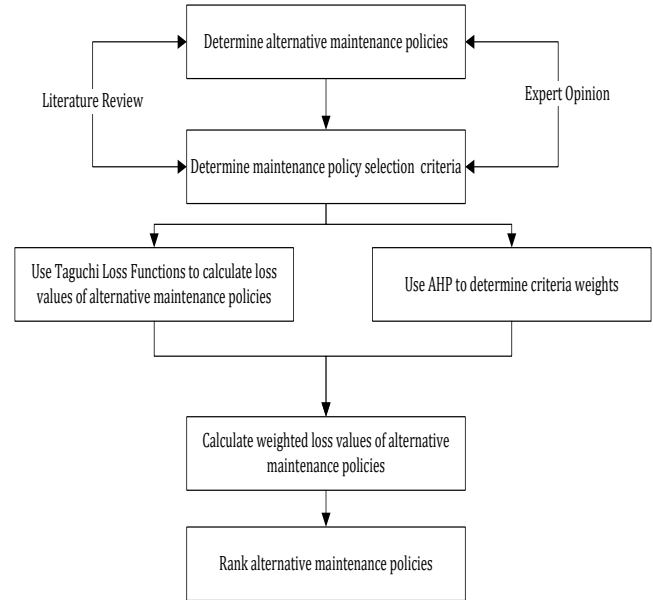 Determine alternative maintenance policies
Literature Review
Expert Opinion
Determine maintenance policy selection criteria
Use Taguchi Loss Functions to calculate loss
values of alternative maintenance policies
Use AHP to determine criteria weights
Calculate weighted loss values of alternative
maintenance policies
Rank alternative maintenance policies